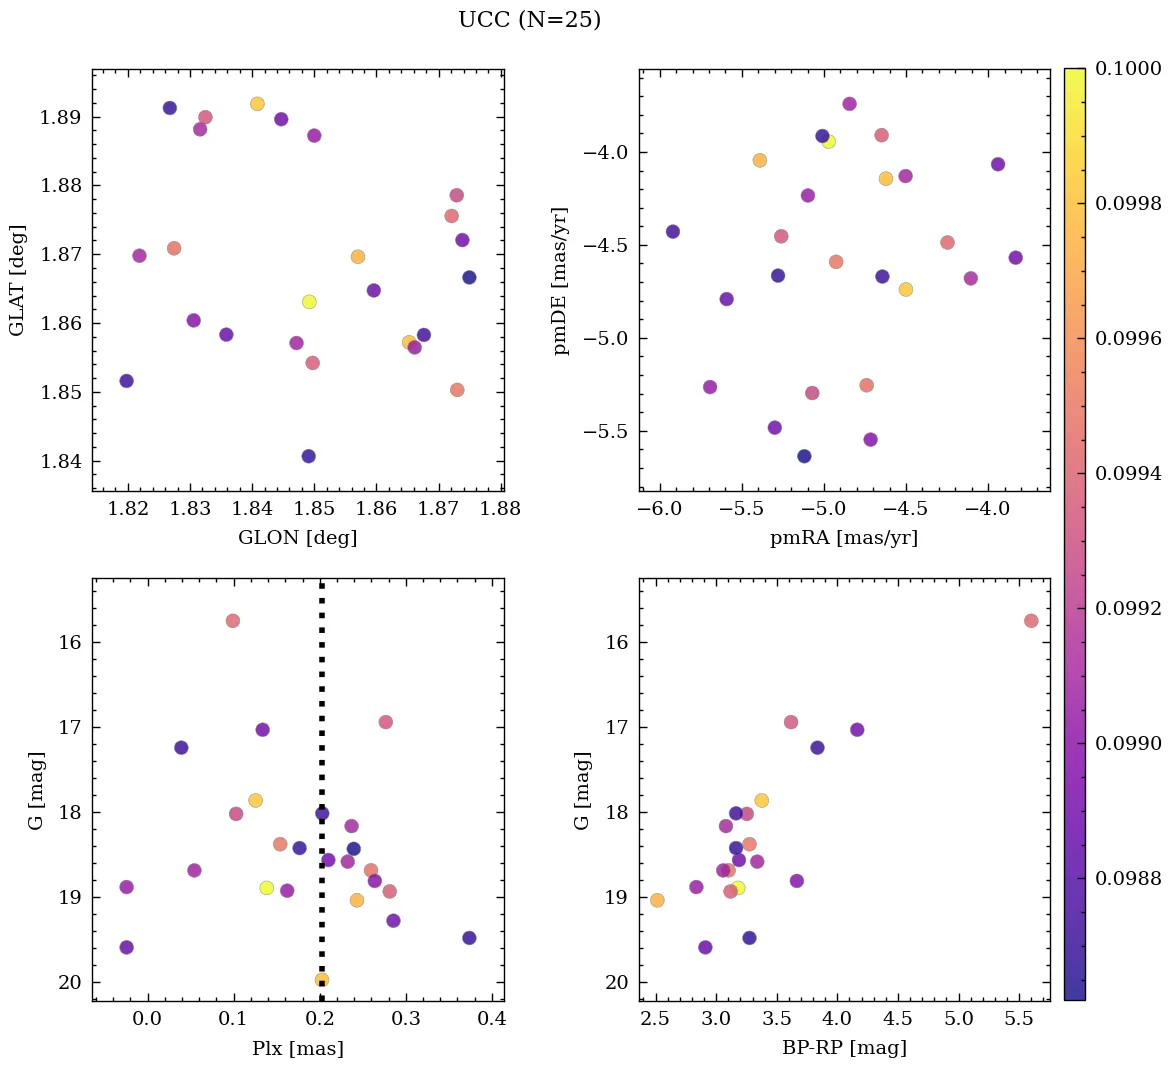 UCC (N=25)
1.89
1.88
1.87
1.86
1.85
1.84
GLAT [deg]
1.82 1.83 1.84 1.85 1.86 1.87 1.88
GLON [deg]
−4.0
−4.5
−5.0
−5.5
pmDE [mas/yr]
−6.0 −5.5 −5.0 −4.5 −4.0
pmRA [mas/yr]
0.1000
0.0998
0.0996
0.0994
0.0992
0.0990
0.0988
16
17
18
19
20
G [mag]
0.0 0.1 0.2 0.3 0.4
Plx [mas]
16
17
18
19
20
G [mag]
2.5 3.0 3.5 4.0 4.5 5.0 5.5
BP-RP [mag]